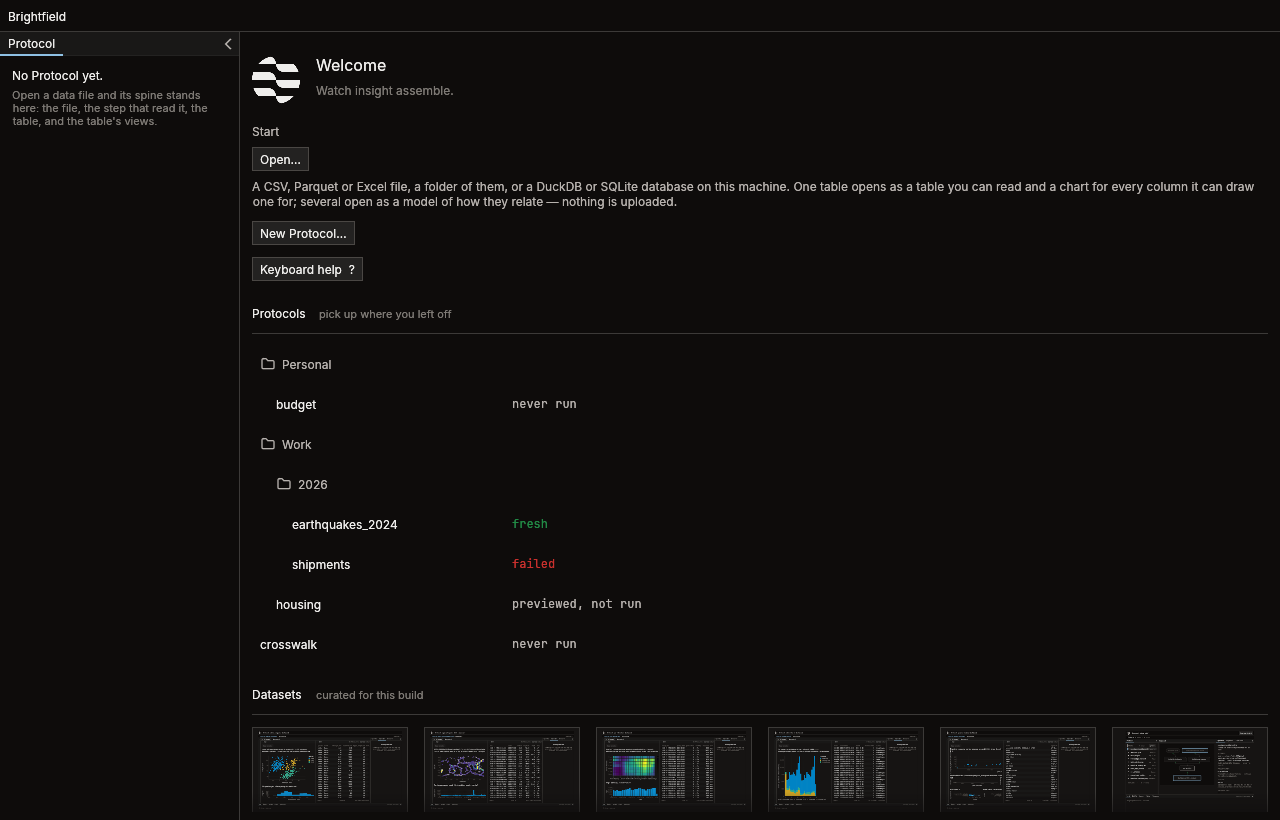 Brightfield
Protocol
No Protocol yet.
Open a data file and its spine stands
here: the file, the step that read it, the
table, and the table's views.
Welcome
Watch insight assemble.
Start
Open...
A CSV, Parquet or Excel file, a folder of them, or a DuckDB or SQLite database on this machine. One table opens as a table you can read and a chart for every column it can draw
one for; several open as a model of how they relate — nothing is uploaded.
New Protocol...
Keyboard help ?
Protocols pick up where you left off
Personal
budget never run
Work
2026
earthquakes_2024 fresh
shipments failed
housing previewed, not run
crosswalk never run
Datasets curated for this build